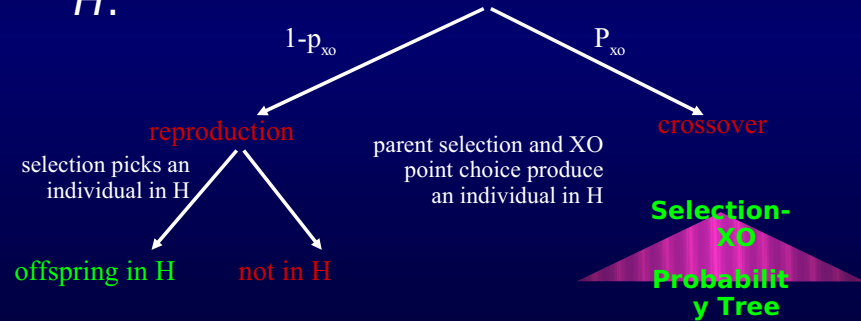 H.
1-pxo
Pxo
reproduction
crossover
selection picks an
individual in H
parent selection and XO
point choice produce
an individual in H
offspring in H
not in H
Selection-
XO
Probabilit
y Tree